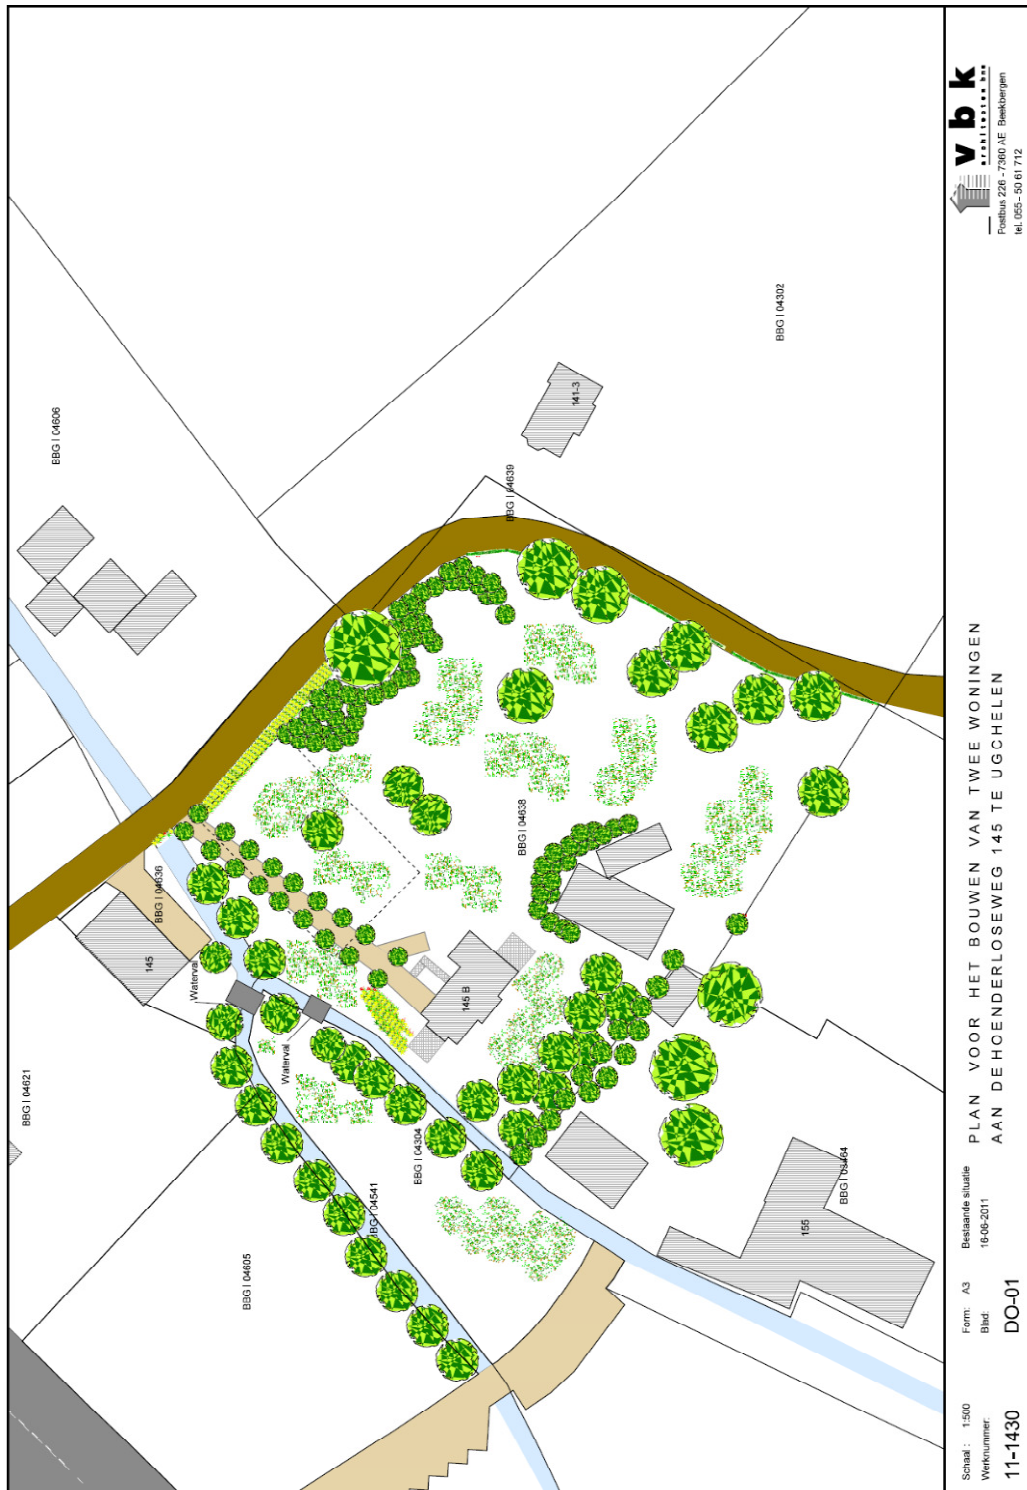 BBG I 04606
BBG I 04302
141-3
BBG I 04639
BBG I 04638
BBG I 04636
145
Waterval
145 B
Waterval
BBG I 04621
BBG I 04304
BBG I 04541
BBG I 04605
BBG I 03464
155
vbk
architecten bna
Postbus 226 - 7360 AE Beekbergen
tel. 055 - 50 61 712
PLAN VOOR HET BOUWEN VAN TWEE WONINGEN
AAN DE HOENDERLOSEWEG 145 TE UGCHELEN
Bestaande situatie
16-06-2011
Form: A3
Blad:
DO-01
Schaal : 1:500
Werknummer:
11-1430